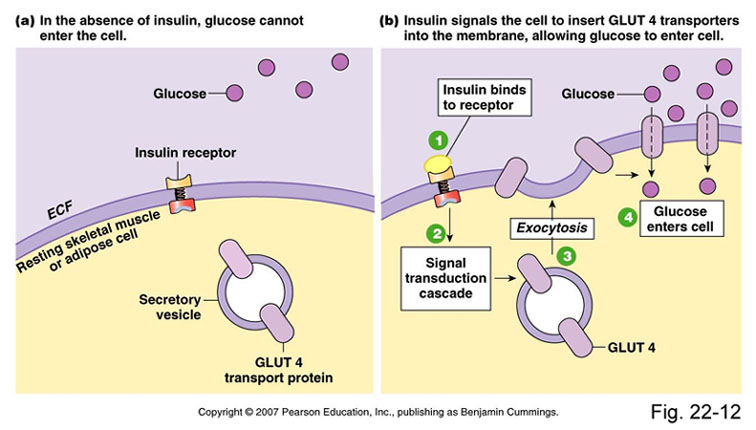 (a) In the absence of insulin, glucose cannot
enter the cell.
Glucose
Insulin receptor
ECF
Resting skeletal muscle
or adipose cell
Secretory
vesicle
GLUT 4
transport protein
(b) Insulin signals the cell to insert GLUT 4 transporters
into the membrane, allowing glucose to enter cell.
Insulin binds
to receptor
Glucose
1
2
Signal
transduction
cascade
Exocytosis
3
4
Glucose
enters cell
GLUT 4
Copyright © 2007 Pearson Education, Inc., publishing as Benjamin Cummings.
Fig. 22-12